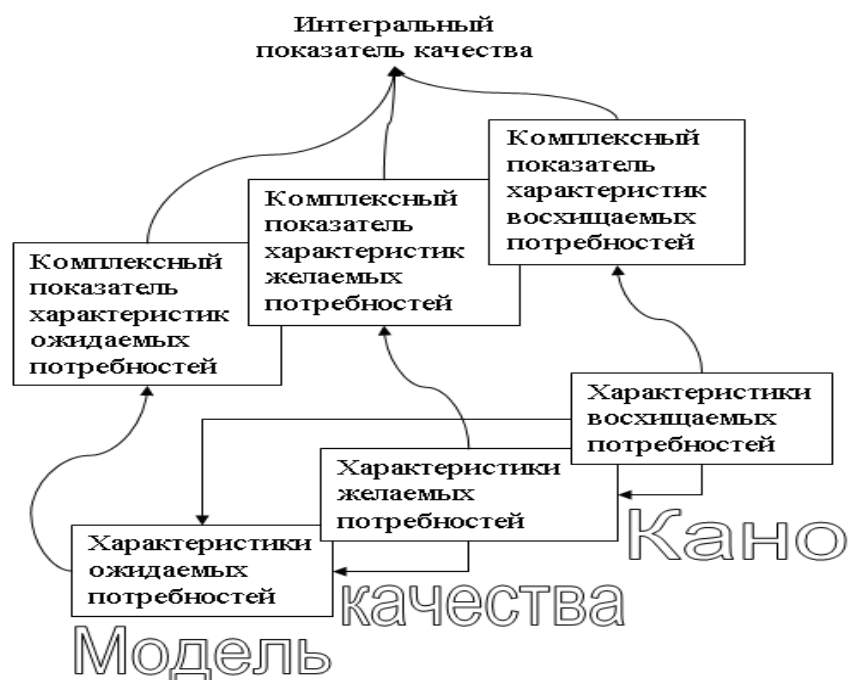 Интегральный
показатель качества
Комплексный
показатель
характеристик
восхищаемых
потребностей
Комплексный
показатель
характеристик
желаемых
потребностей
Комплексный
показатель
характеристик
ожидаемых
потребностей
Характеристики
восхищаемых
потребностей
Характеристики
желаемых
потребностей
Характеристики
ожидаемых
потребностей
Модель
качества
Кано